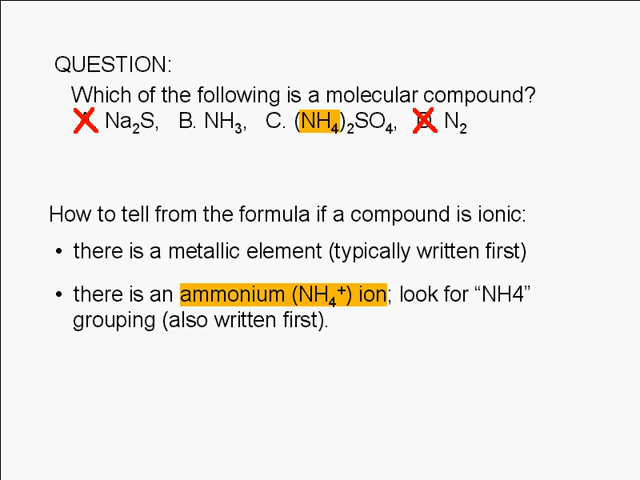 QUESTION:
Which of the following is a molecular compound?
A. Na₂S, B. NH₃, C. (NH₄)₂SO₄, D. N₂
How to tell from the formula if a compound is ionic:
• there is a metallic element (typically written first)
• there is an ammonium (NH₄⁺) ion; look for “NH4”
grouping (also written first).